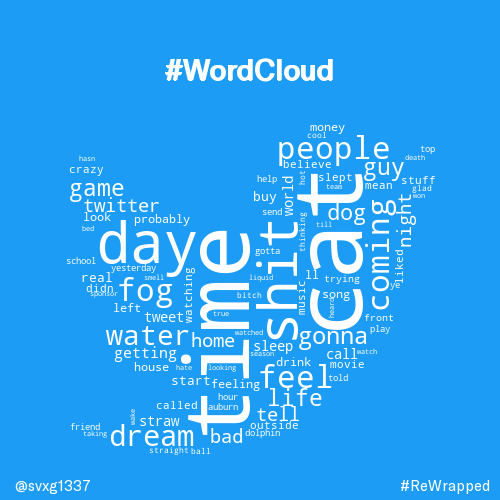 #WordCloud
money
cool
people
top
hasn
believe
guy
death
crazy
help
hot
slept
stuff
team
mean
game
glad
buy
world
won
twitter
cat
dog
night
look
probably
send
thinking
till
bed
daye
time
shit
coming
liked
gotta
school
yesterday
real
smell
liquid
ll
trying
ye
didn
fog
watching
music
song
sponsor
bitch
heard
left
tweet
true
front
play
water
home
watched
gonna
getting
sleep
call
season
watch
house
hate
looking
drink
movie
start
feeling
feel
told
hour
life
called
auburn
wake
straw
tell
friend
outside
taking
dream
bad
dolphin
straight
ball
@svxg1337
#ReWrapped